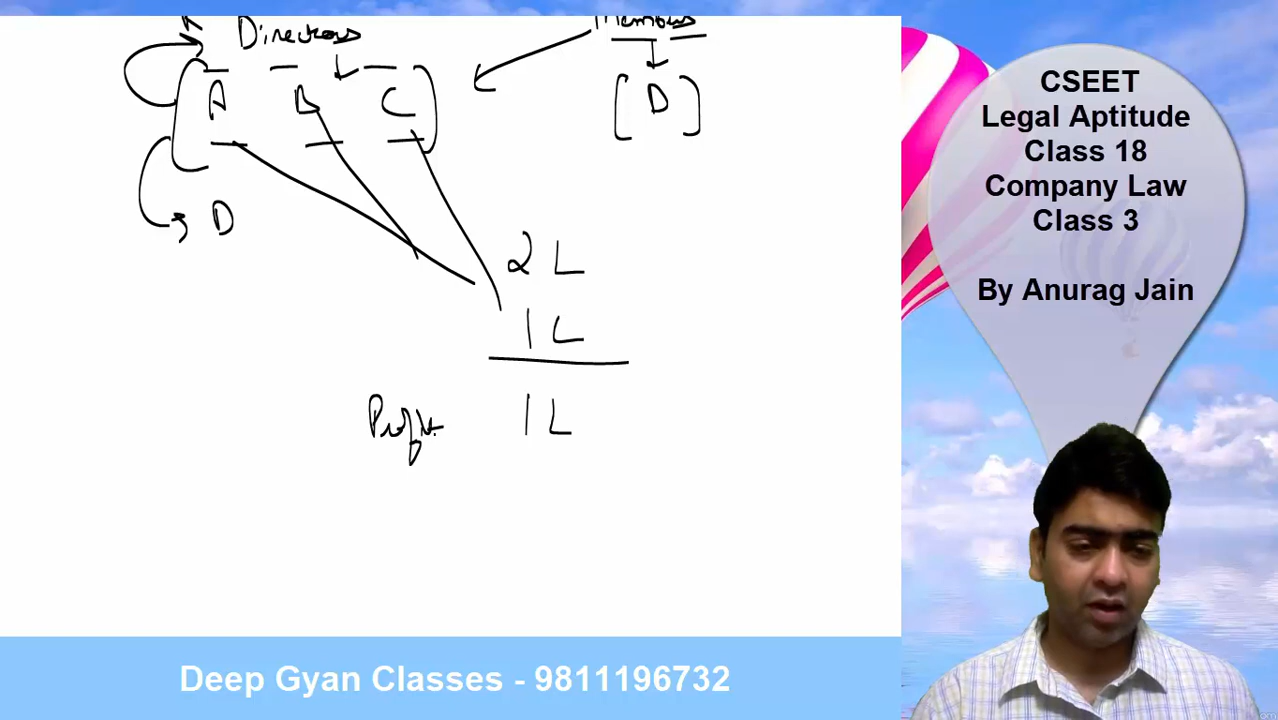 Directors
Members
A B C
[ D ]
D
2 L
1 L
Profit 1 L
CSEET
Legal Aptitude
Class 18
Company Law
Class 3
By Anurag Jain
Deep Gyan Classes - 9811196732